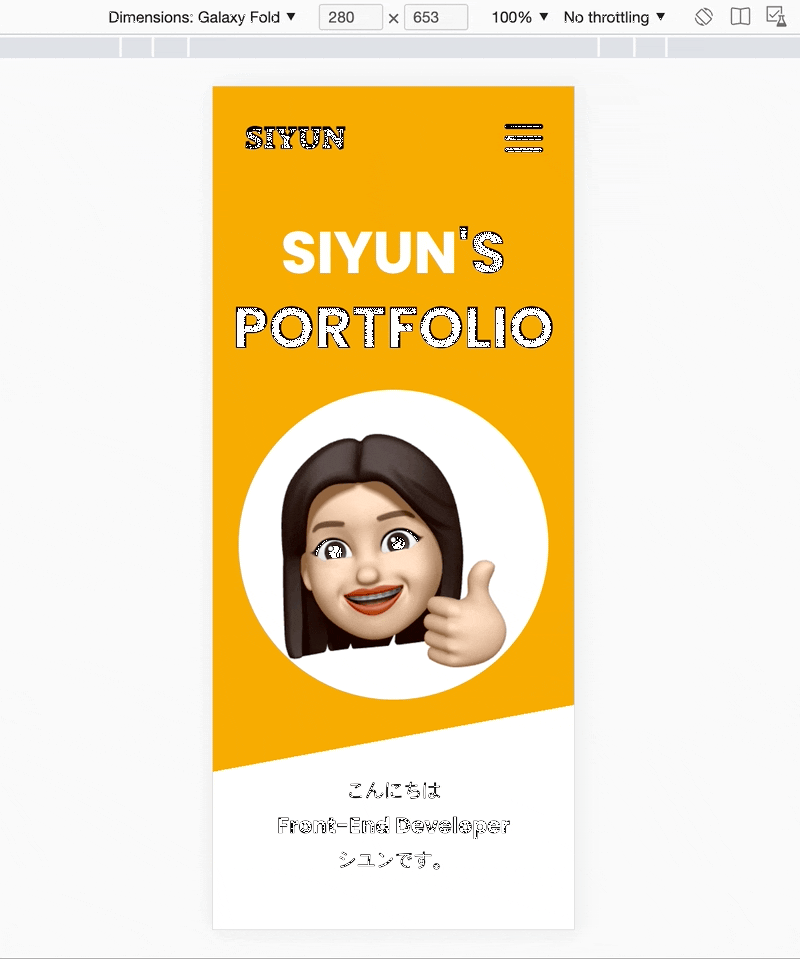 Dimensions: Galaxy Fold ▼ 280 × 653 100% ▼ No throttling ▼
SIYUN
SIYUN'S
PORTFOLIO
こんにちは
Front-End Developer
シユンです。